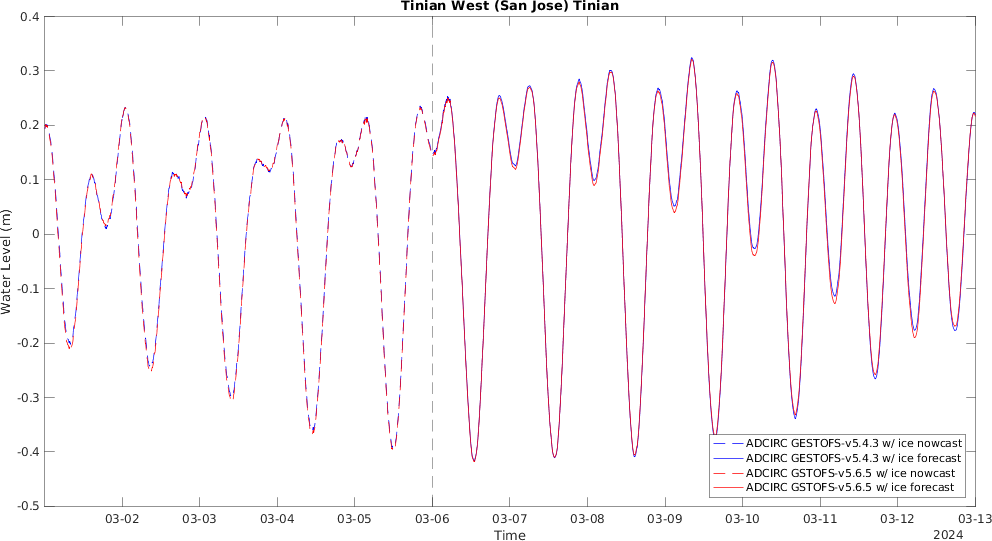 Tinian West (San Jose) Tinian
0.4
0.3
0.2
0.1
0
-0.1
-0.2
-0.3
-0.4
-0.5
Water Level (m)
ADCIRC GESTOFS-v5.4.3 w/ ice nowcast
ADCIRC GESTOFS-v5.4.3 w/ ice forecast
ADCIRC GSTOFS-v5.6.5 w/ ice nowcast
ADCIRC GSTOFS-v5.6.5 w/ ice forecast
03-02 03-03 03-04 03-05 03-06 03-07 03-08 03-09 03-10 03-11 03-12 03-13
Time
2024